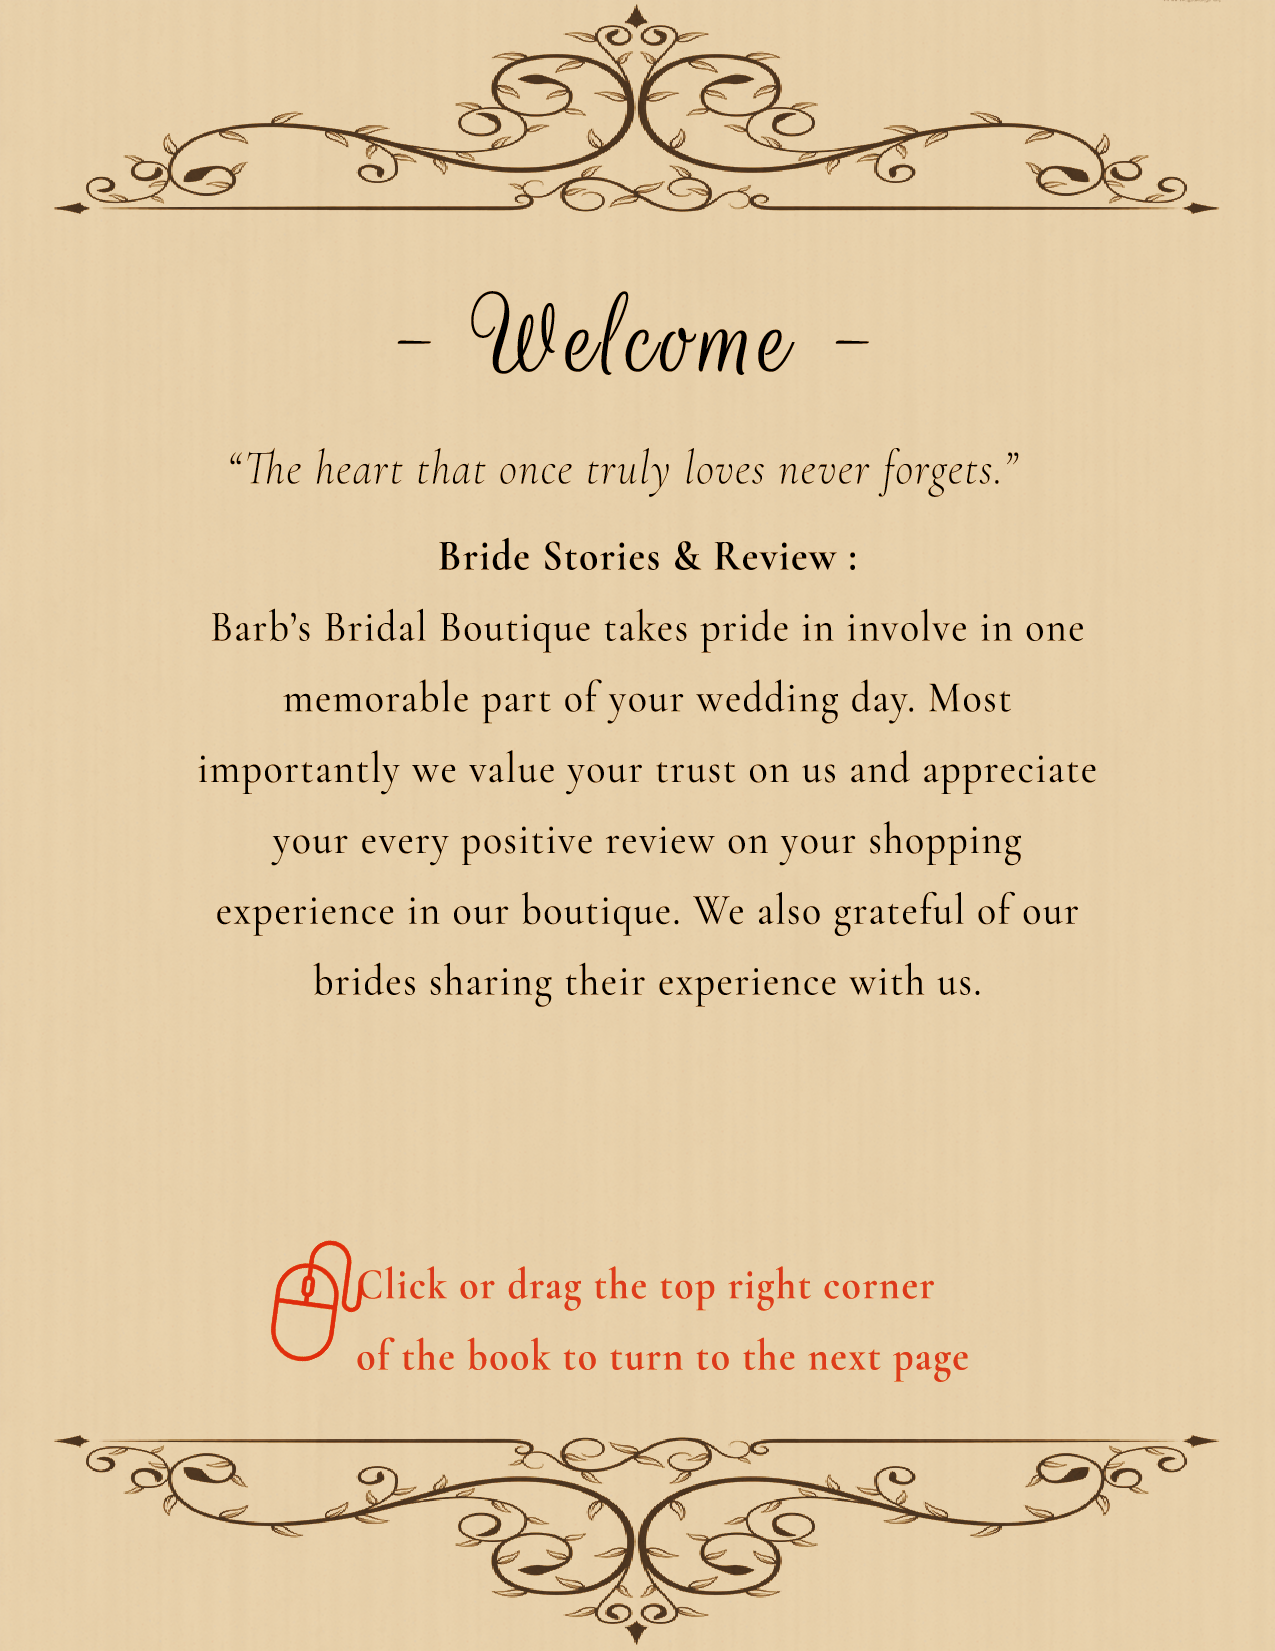 - Welcome -
“The heart that once truly loves never forgets.”
Bride Stories & Review :
Barb’s Bridal Boutique takes pride in involve in one
memorable part of your wedding day. Most
importantly we value your trust on us and appreciate
your every positive review on your shopping
experience in our boutique. We also grateful of our
brides sharing their experience with us.
Click or drag the top right corner
of the book to turn to the next page